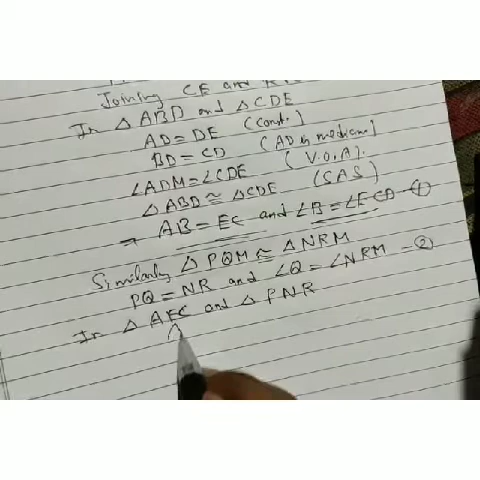 Joining CE and
In △ ABD and △ CDE
AD = DE (Const.)
BD = CD (AD is median]
∠ADM = ∠CDE (V.O.A).
△ ABD ≅ △CDE (SAS)
⇒ AB = EC and ∠B = ∠ECD - ①
Similarly △ PQM ≅ △NRM
PQ = NR and ∠Q = ∠NRM - ②
In △ AEC and △ PNR